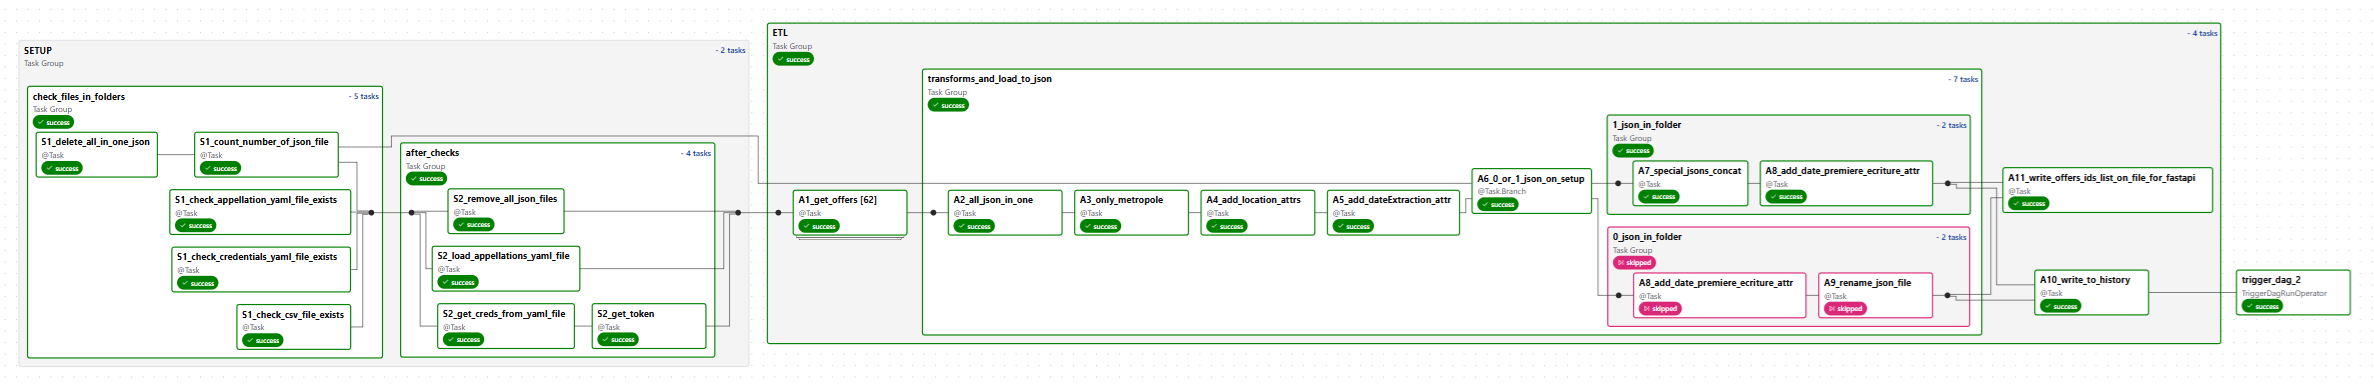 SETUP
- 2 tasks
Task Group
check_files_in_folders
- 5 tasks
Task Group
success
S1_delete_all_in_one_json
@Task
success
S1_count_number_of_json_file
@Task
success
S1_check_appellation_yaml_file_exists
@Task
success
S1_check_credentials_yaml_file_exists
@Task
success
S1_check_csv_file_exists
@Task
success
after_checks
- 4 tasks
Task Group
success
S2_remove_all_json_files
@Task
success
S2_load_appellations_yaml_file
@Task
success
S2_get_creds_from_yaml_file
@Task
success
S2_get_token
@Task
success
ETL
- 4 tasks
Task Group
success
A1_get_offers [62]
@Task
success
transforms_and_load_to_json
- 7 tasks
Task Group
success
A2_all_json_in_one
@Task
success
A3_only_metropole
@Task
success
A4_add_location_attrs
@Task
success
A5_add_dateExtraction_attr
@Task
success
A6_0_or_1_json_on_setup
@Task.Branch
success
1_json_in_folder
- 2 tasks
Task Group
success
A7_special_jsons_concat
@Task
success
A8_add_date_premiere_ecriture_attr
@Task
success
0_json_in_folder
- 2 tasks
Task Group
skipped
A8_add_date_premiere_ecriture_attr
@Task
skipped
A9_rename_json_file
@Task
skipped
A11_write_offers_ids_list_on_file_for_fastapi
@Task
success
A10_write_to_history
@Task
success
trigger_dag_2
TriggerDagRunOperator
success